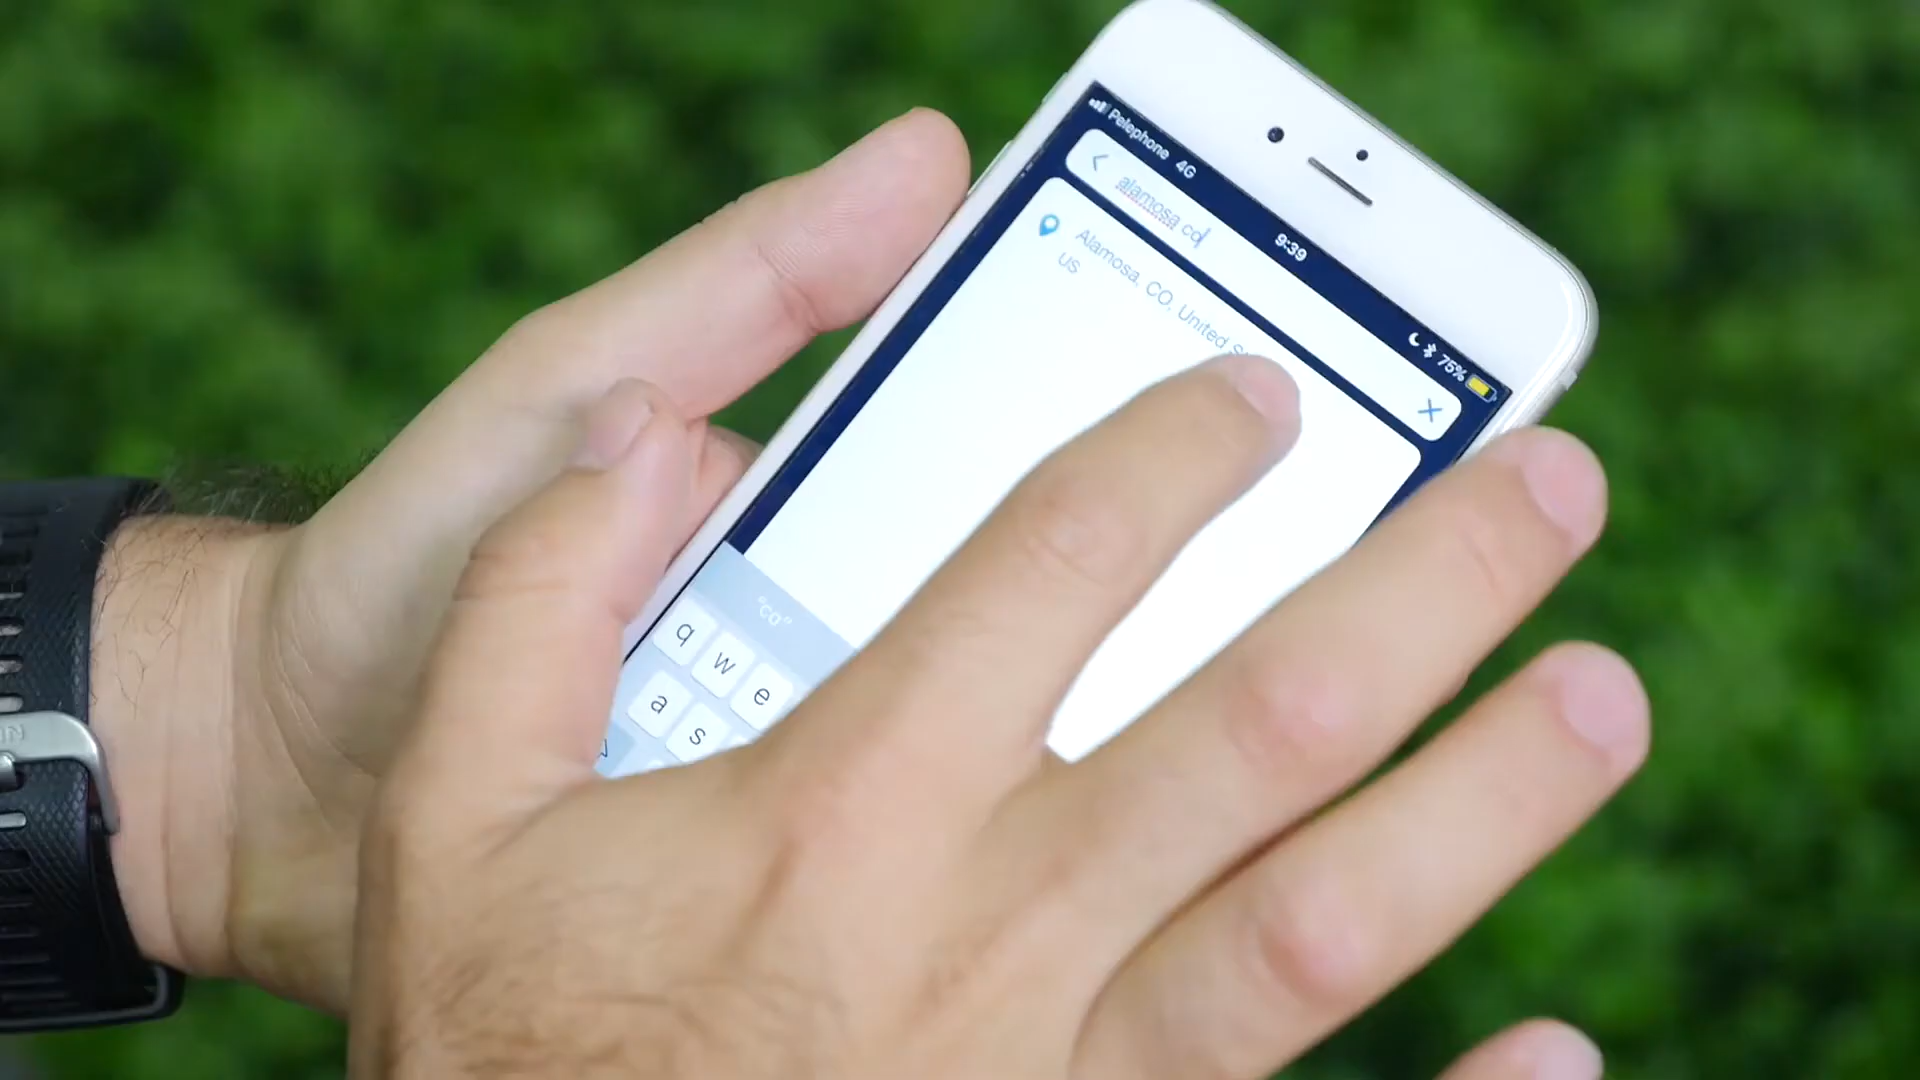 Pelephone 4G 9:39 75%
alamosa co
Alamosa, CO, United
US
"co"
q w e
a s